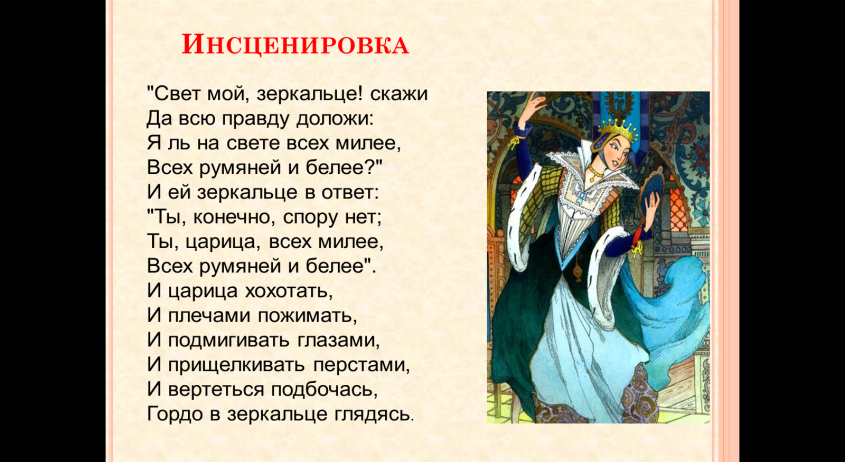 Инсценировка
"Свет мой, зеркальце! скажи
Да всю правду доложи:
Я ль на свете всех милее,
Всех румяней и белее?"
И ей зеркальце в ответ:
"Ты, конечно, спору нет;
Ты, царица, всех милее,
Всех румяней и белее".
И царица хохотать,
И плечами пожимать,
И подмигивать глазами,
И прищелкивать перстами,
И вертеться подбочась,
Гордо в зеркальце глядясь.